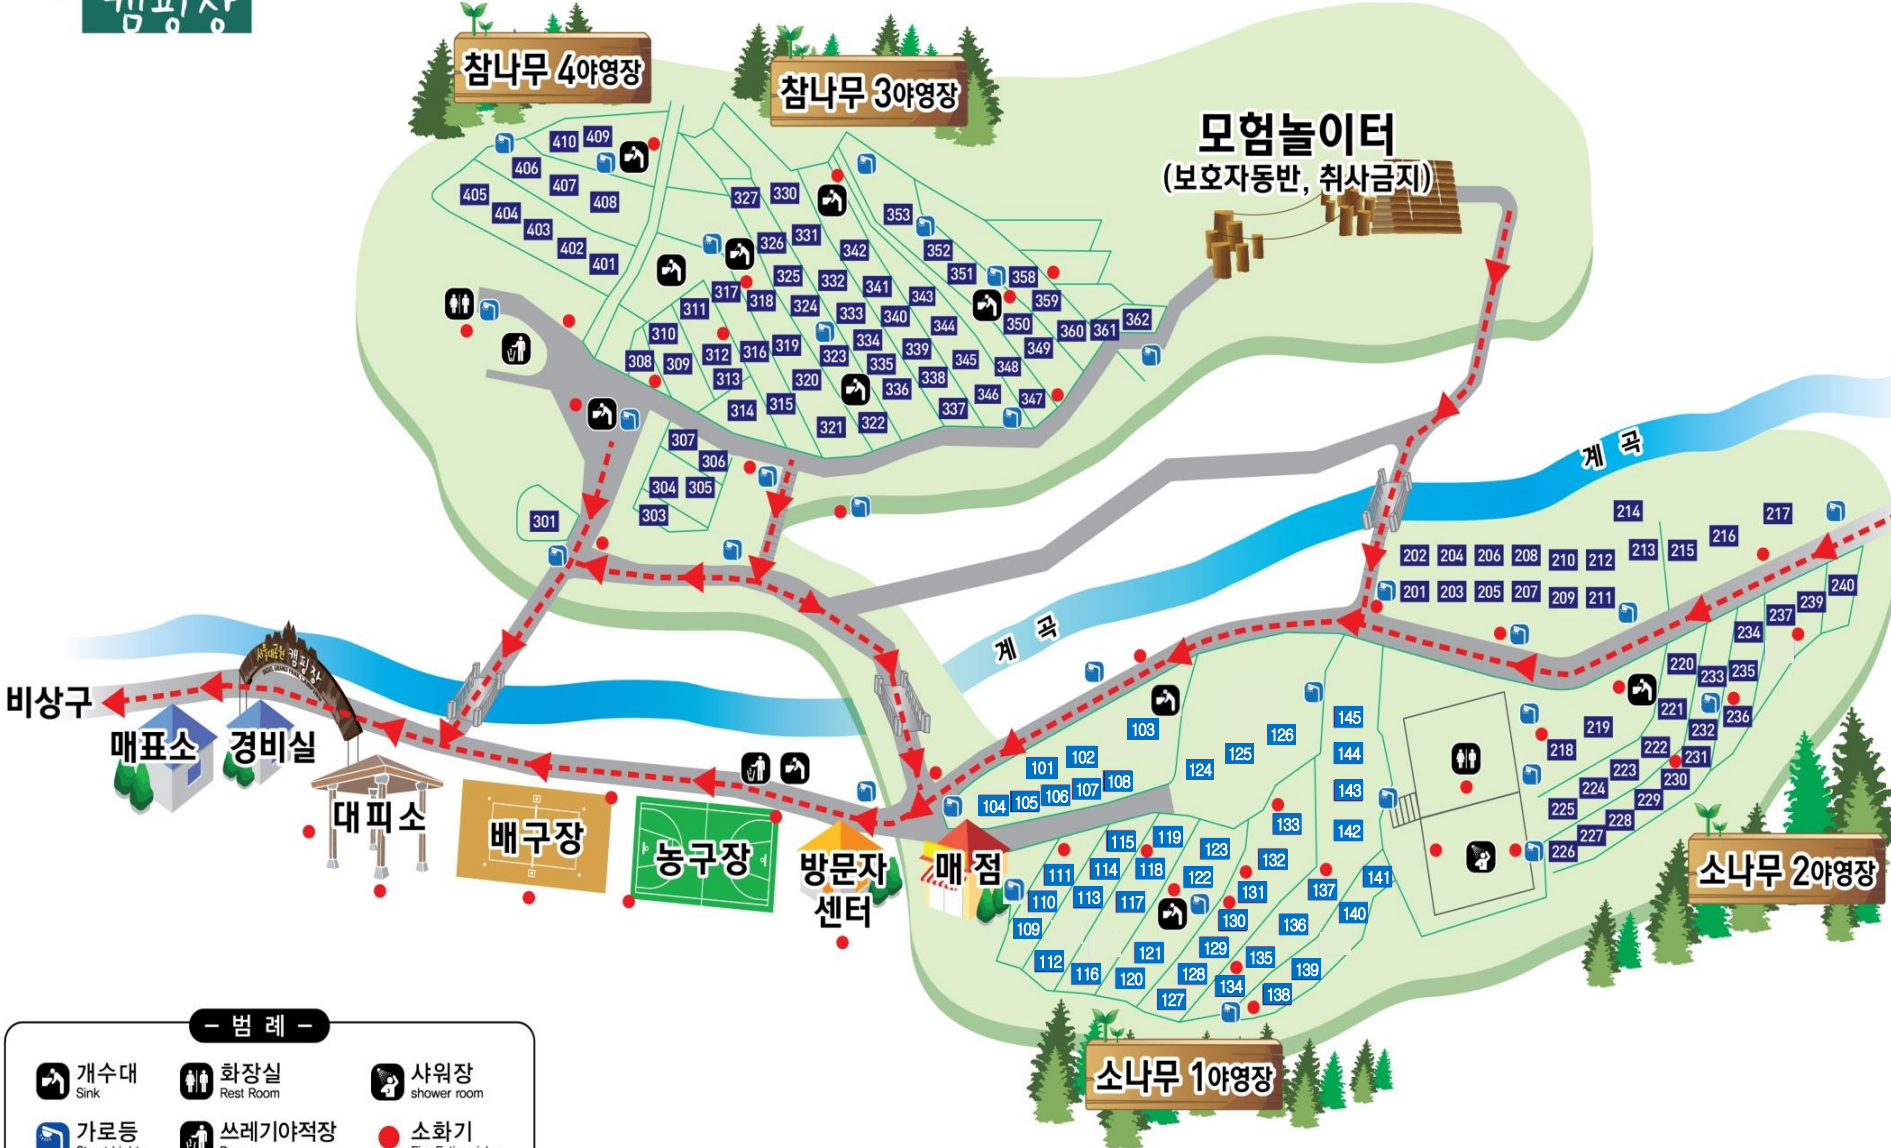 캠핑장
참나무 4야영장
참나무 3야영장
모험놀이터
(보호자동반, 취사금지)
410 409
406
407
405
408
404
403
402
401
327 330
353
326 331
342
352
325 332
351 358
317 318 324 341 343 359
311 333 340
310 344 350 360 361 362
334
308 309 312 316 319 323 335 339 345 348 349
313 320 336 338
314 315 337 346 347
321 322
307
306
304 305
303
301
계 곡
계 곡
214 217
216
213 215
202 204 206 208 210 212
201 203 205 207 209 211
240
239
237
234
220 233 235
221 236
232
219
218 222 231
223 230
224 229
225 228
227
226
소나무 2야영장
비상구
매표소
경비실
서울대공원 캠핑장
대피소
배구장
농구장
방문자
센터
매 점
103
102
101
107 108
104 105 106
126
125
124
145
144
143
142
133
115 119 123
132
111 114 118 122
141
110 113 117 131 137
109 130 136 140
112 121 129 135
116 120 128 139
127 134 138
소나무 1야영장
- 범 례 -
개수대
Sink
화장실
Rest Room
샤워장
shower room
가로등
쓰레기야적장
소화기